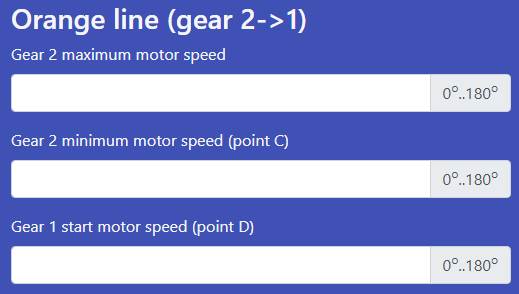 Orange line (gear 2->1)
Gear 2 maximum motor speed
0°..180°
Gear 2 minimum motor speed (point C)
0°..180°
Gear 1 start motor speed (point D)
0°..180°